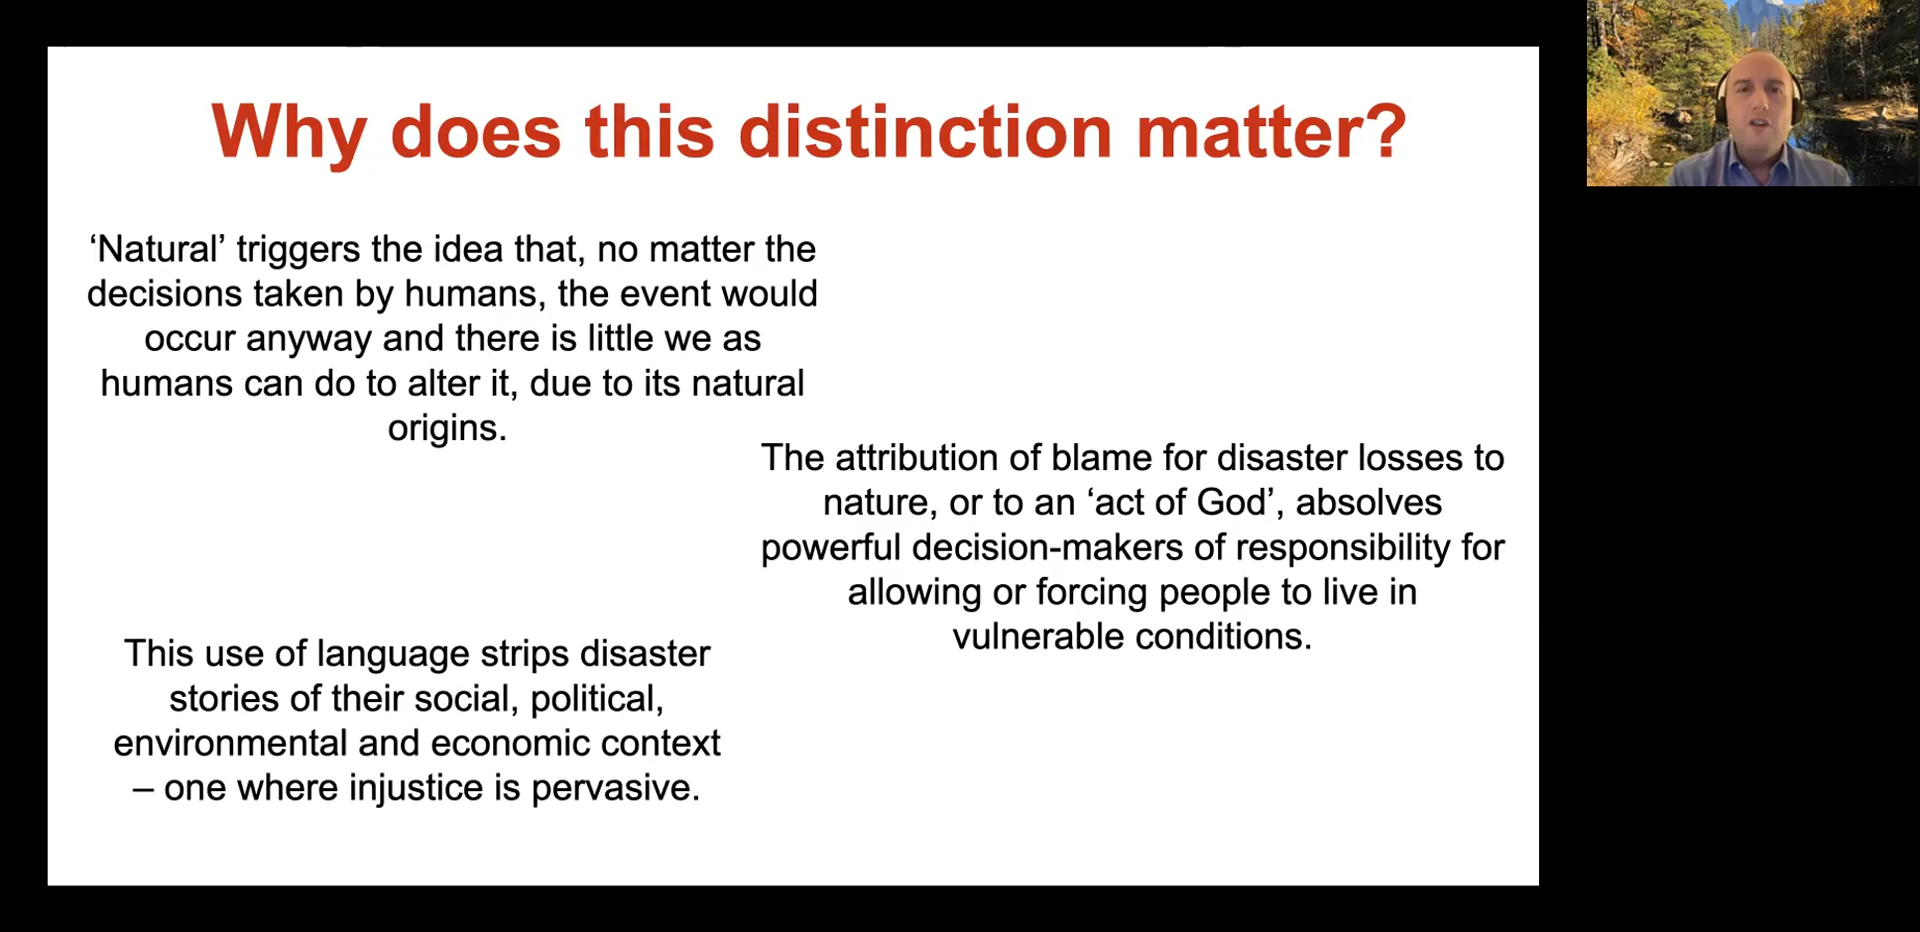 Why does this distinction matter?
‘Natural’ triggers the idea that, no matter the
decisions taken by humans, the event would
occur anyway and there is little we as
humans can do to alter it, due to its natural
origins.
The attribution of blame for disaster losses to
nature, or to an ‘act of God’, absolves
powerful decision-makers of responsibility for
allowing or forcing people to live in
vulnerable conditions.
This use of language strips disaster
stories of their social, political,
environmental and economic context
– one where injustice is pervasive.